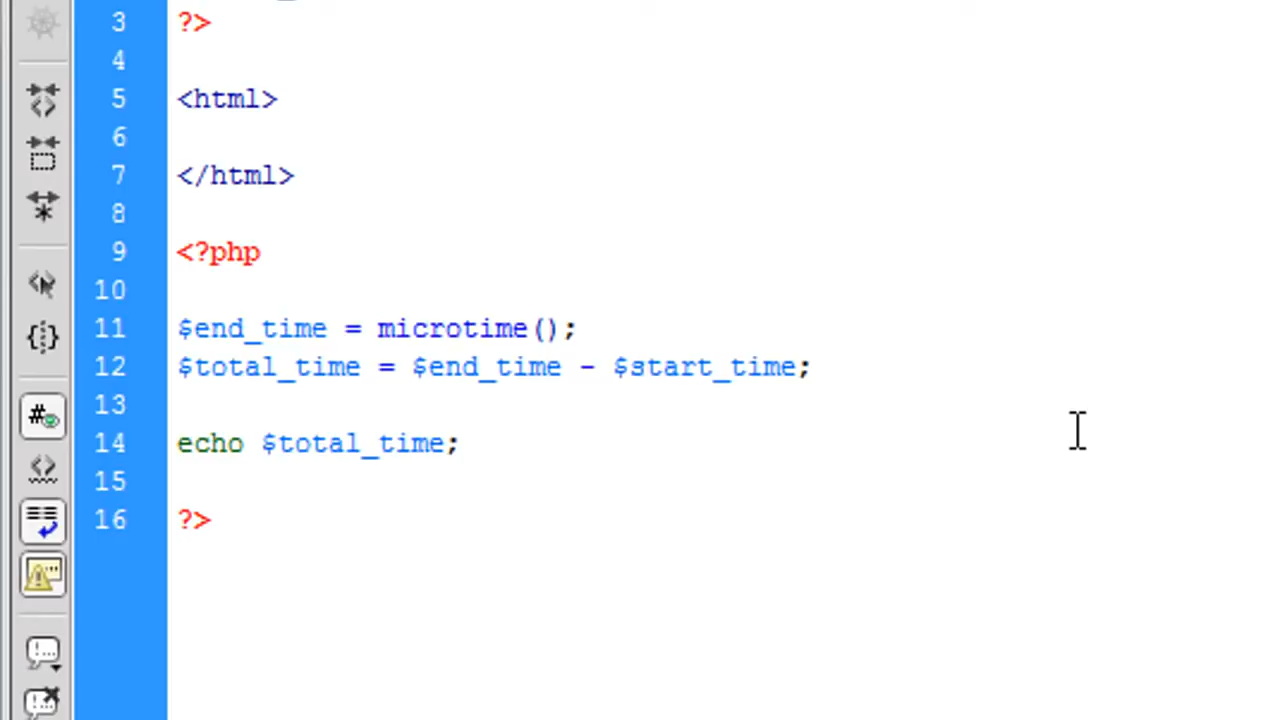 3 ?>
4
5 <html>
6
7 </html>
8
9 <?php
10
11 $end_time = microtime();
12 $total_time = $end_time - $start_time;
13
14 echo $total_time;
15
16 ?>